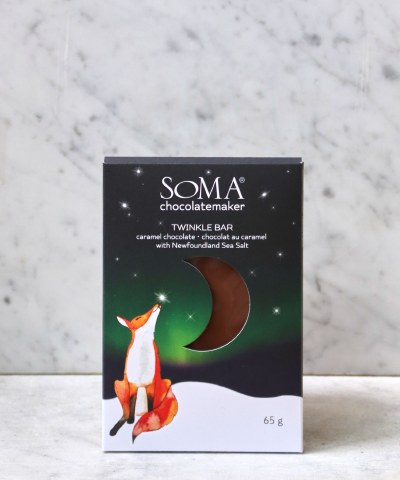 SOMA®
chocolatemaker
TWINKLE BAR
caramel chocolate • chocolat au caramel
with Newfoundland Sea Salt
65 g